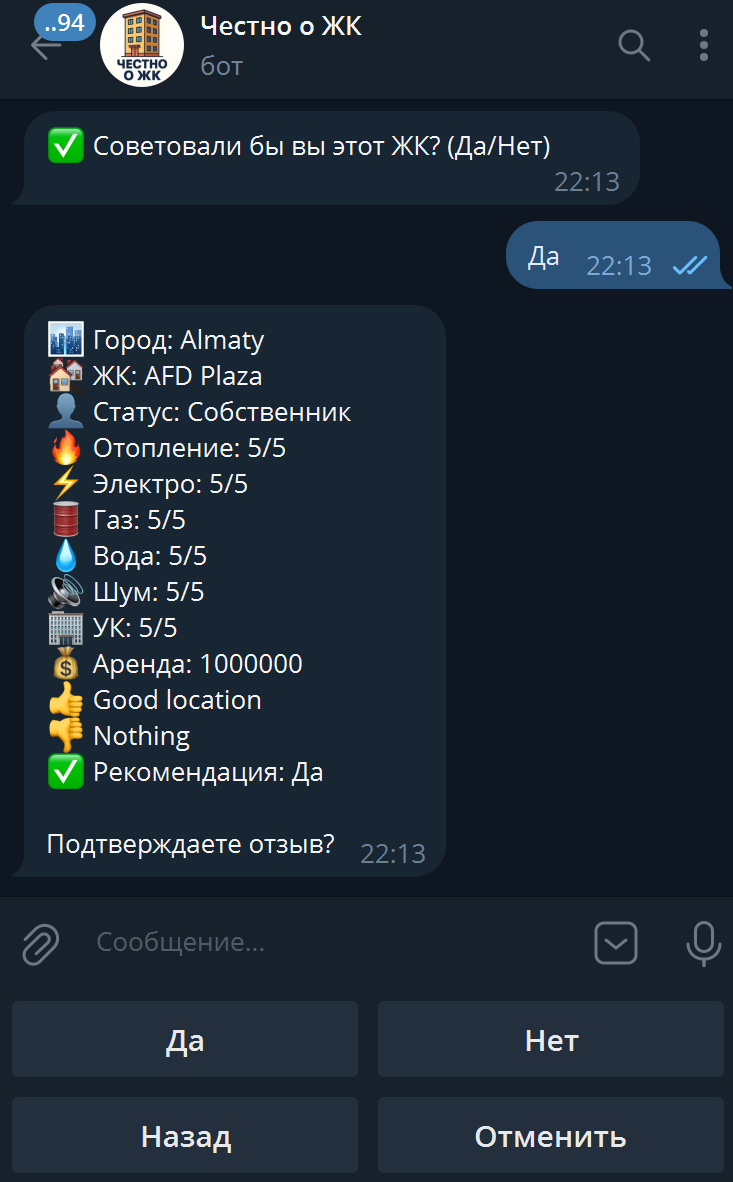 ..94
Честно о ЖК
бот
ЧЕСТНО
О ЖК
✅ Советовали бы вы этот ЖК? (Да/Нет)
22:13
Да 22:13
🏙 Город: Almaty
🏘 ЖК: AFD Plaza
👤 Статус: Собственник
🔥 Отопление: 5/5
⚡ Электро: 5/5
🛢 Газ: 5/5
💧 Вода: 5/5
🔊 Шум: 5/5
🏢 УК: 5/5
💰 Аренда: 1000000
👍 Good location
👎 Nothing
✅ Рекомендация: Да
Подтверждаете отзыв? 22:13
Сообщение...
Да
Нет
Назад
Отменить